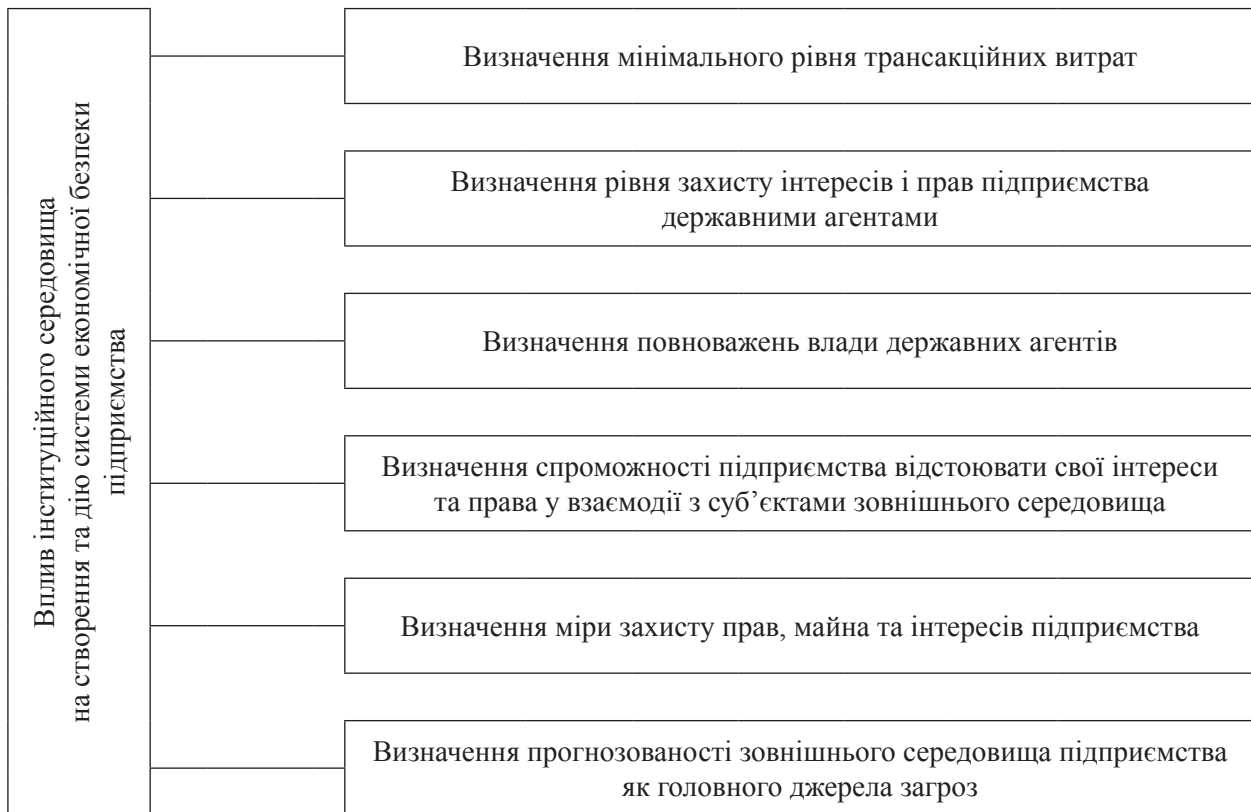 Вплив інституційного середовища
на створення та дію системи економічної безпеки
підприємства
Визначення мінімального рівня трансакційних витрат
Визначення рівня захисту інтересів і прав підприємства
державними агентами
Визначення повноважень влади державних агентів
Визначення спроможності підприємства відстоювати свої інтереси
та права у взаємодії з суб’єктами зовнішнього середовища
Визначення міри захисту прав, майна та інтересів підприємства
Визначення прогнозованості зовнішнього середовища підприємства
як головного джерела загроз